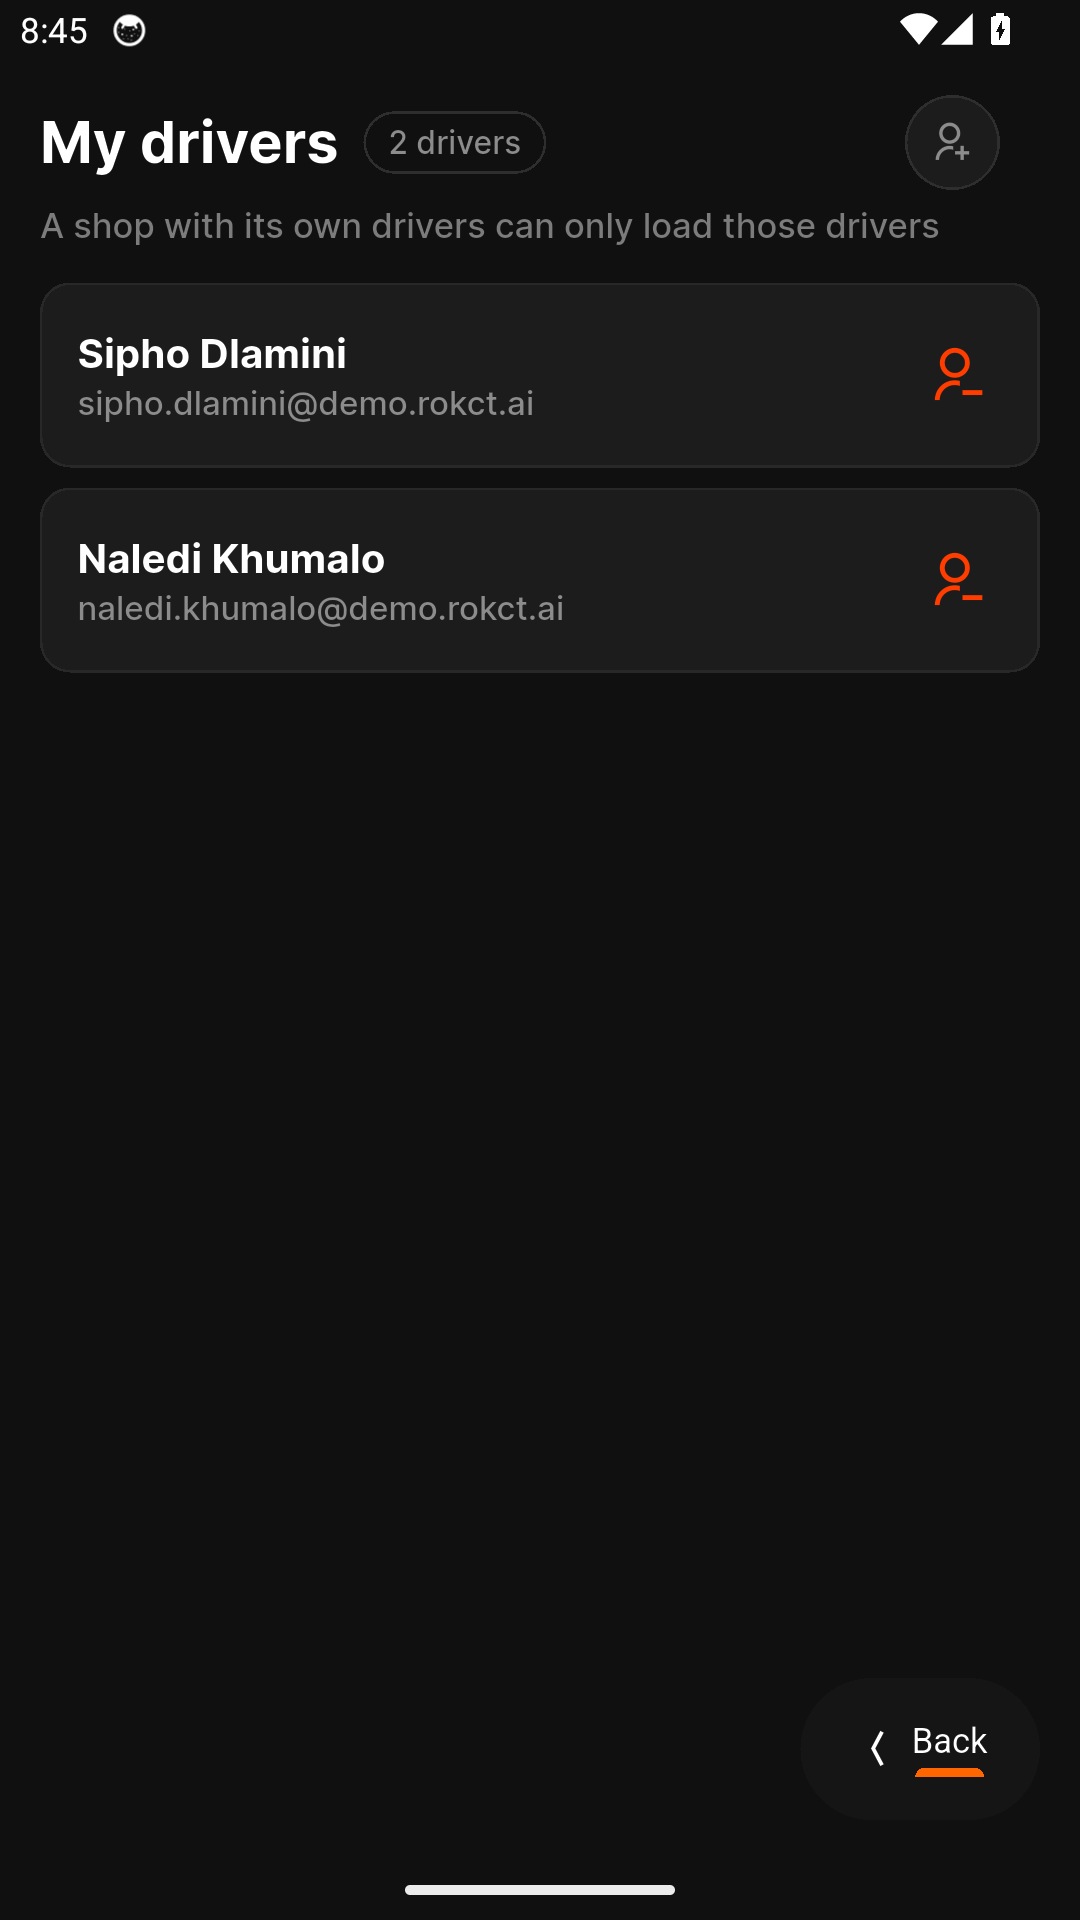 8:45
My drivers
2 drivers
A shop with its own drivers can only load those drivers
Sipho Dlamini
sipho.dlamini@demo.rokct.ai
Naledi Khumalo
naledi.khumalo@demo.rokct.ai
Back